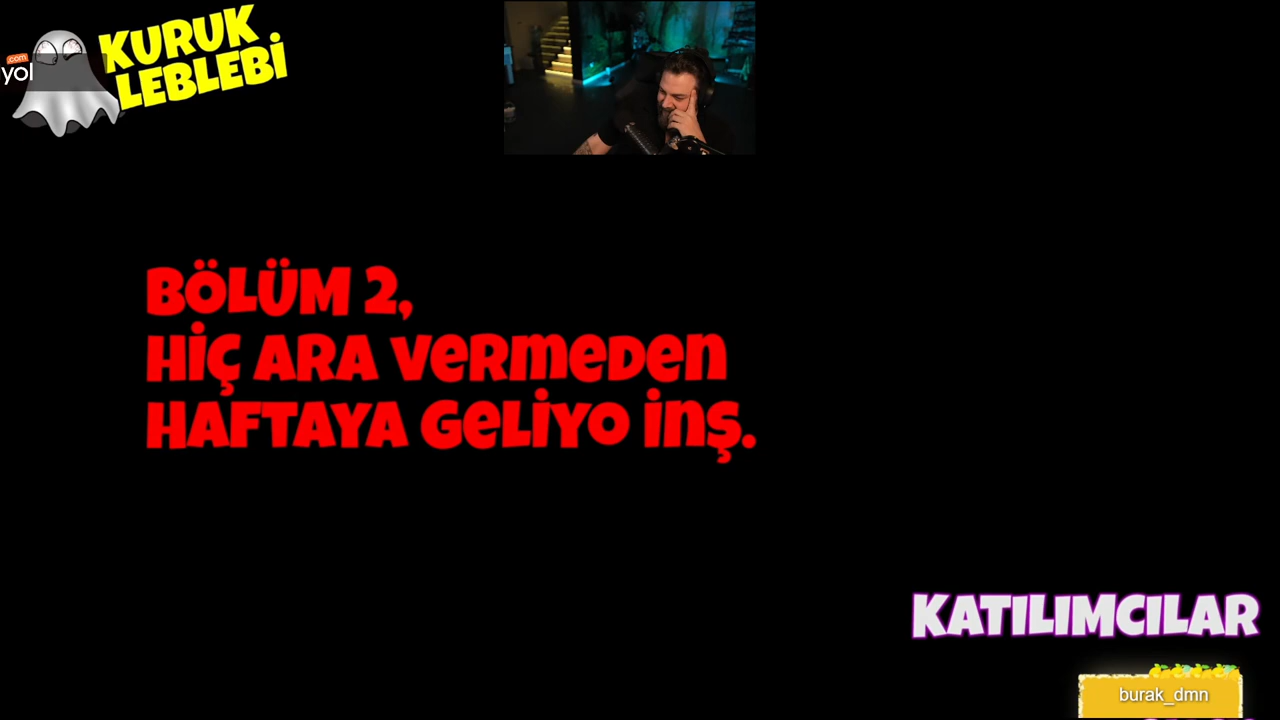 KURUK
LEBLEBİ
.com
yol
BÖLÜM 2,
HİÇ ARA VERMEDEN
HAFTAYA GELİYO İNŞ.
KATILIMCILAR
burak_dmn